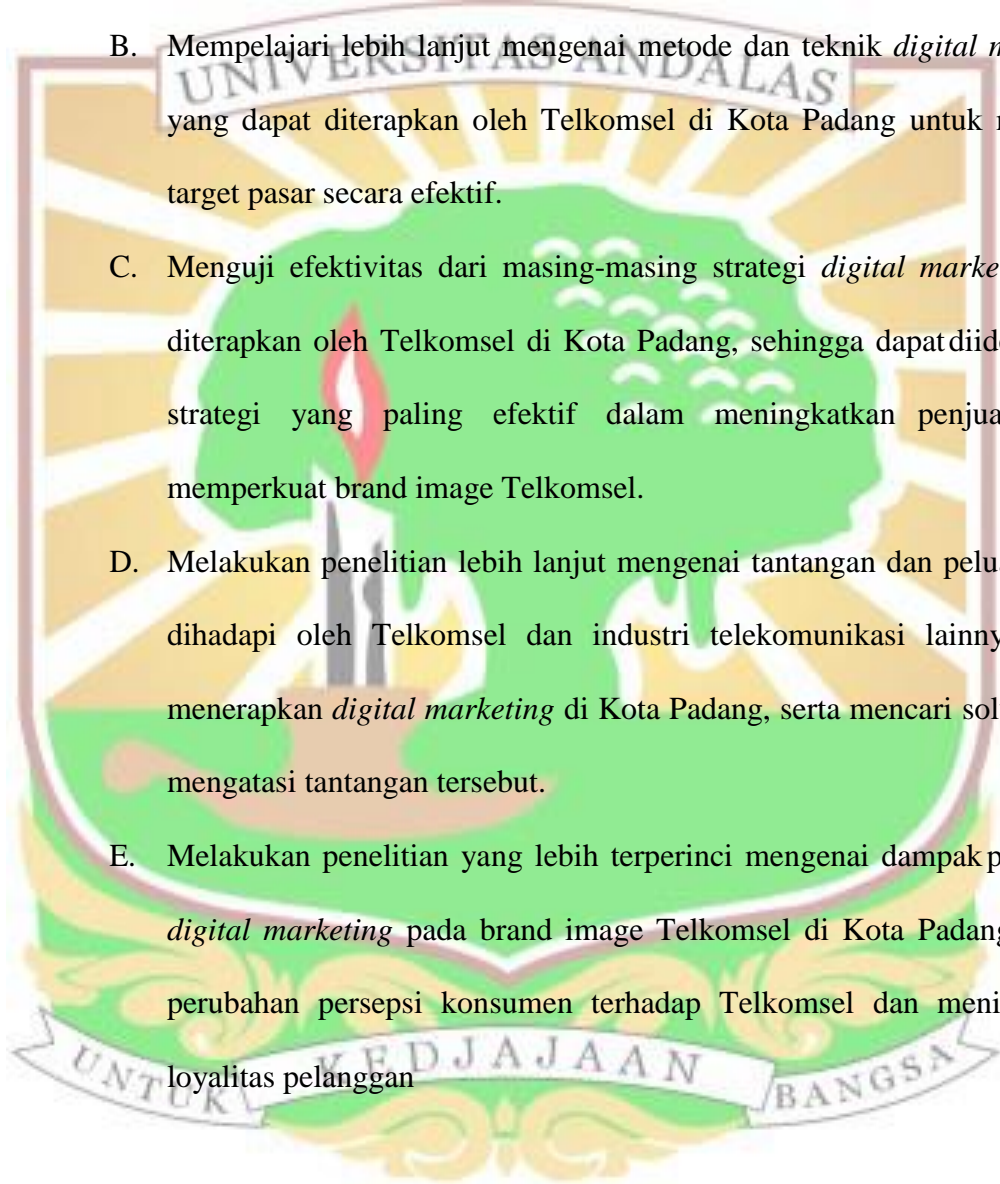 B. Mempelajari lebih lanjut mengenai metode dan teknik digital
UNIVERSITAS ANDALAS
yang dapat diterapkan oleh Telkomsel di Kota Padang untuk
target pasar secara efektif.
C. Menguji efektivitas dari masing-masing strategi digital
diterapkan oleh Telkomsel di Kota Padang, sehingga dapat
strategi yang paling efektif dalam meningkatkan
memperkuat brand image Telkomsel.
D. Melakukan penelitian lebih lanjut mengenai tantangan dan
dihadapi oleh Telkomsel dan industri telekomunikasi
menerapkan digital marketing di Kota Padang, serta mencari
mengatasi tantangan tersebut.
E. Melakukan penelitian yang lebih terperinci mengenai dampak
digital marketing pada brand image Telkomsel di Kota Padang
perubahan persepsi konsumen terhadap Telkomsel dan
loyalitas pelanggan
UNTUK KEDJAJAAN BANGSA